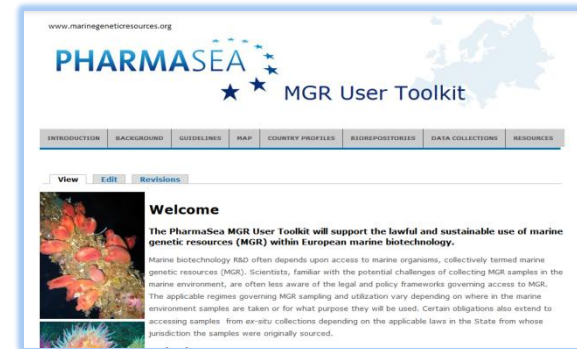 www.marinegeneticresources.org
PHARMASEA
MGR User Toolkit
INTRODUCTION BACKGROUND GUIDELINES MAP COUNTRY PROFILES BIOREPOSITORIES DATA COLLECTIONS RESOURCES
View Edit Revisions
Welcome
The PharmaSea MGR User Toolkit will support the lawful and sustainable use of marine
genetic resources (MGR) within European marine biotechnology.
Marine biotechnology R&D often depends upon access to marine organisms, collectively termed marine
genetic resources (MGR). Scientists, familiar with the potential challenges of collecting MGR samples in the
marine environment, are often less aware of the legal and policy frameworks governing access to MGR.
The applicable regimes governing MGR sampling and utilization vary depending on where in the marine
environment samples are taken or for what purpose they will be used. Certain obligations also extend to
accessing samples from ex-situ collections depending on the applicable laws in the State from whose
jurisdiction the samples were originally sourced.